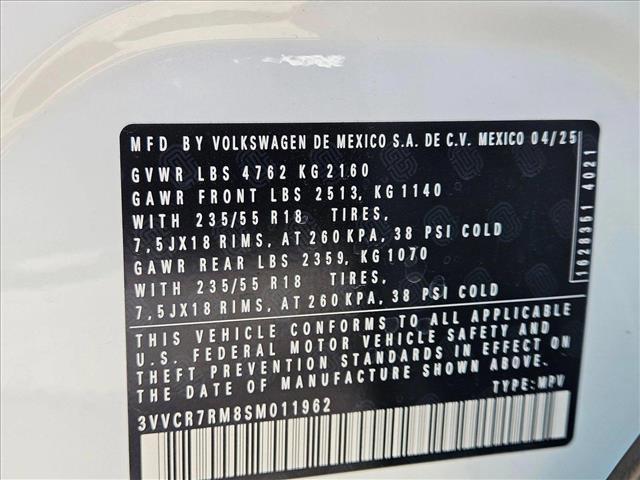 MFD BY VOLKSWAGEN DE MEXICO S.A. DE C.V. MEXICO 04/25
GVWR LBS 4762 KG 2160
GAWR FRONT LBS 2513, KG 1140
WITH 235/55 R18 TIRES,
7,5JX18 RIMS, AT 260 KPA, 38 PSI COLD
GAWR REAR LBS 2359, KG 1070
WITH 235/55 R18 TIRES,
7,5JX18 RIMS, AT 260 KPA, 38 PSI COLD
THIS VEHICLE CONFORMS TO ALL APPLICABLE
U.S. FEDERAL MOTOR VEHICLE SAFETY AND
THEFT PREVENTION STANDARDS IN EFFECT ON
THE DATE OF MANUFACTURE SHOWN ABOVE.
3VVCR7RM8SM011962 TYPE: MPV
1628351 4021